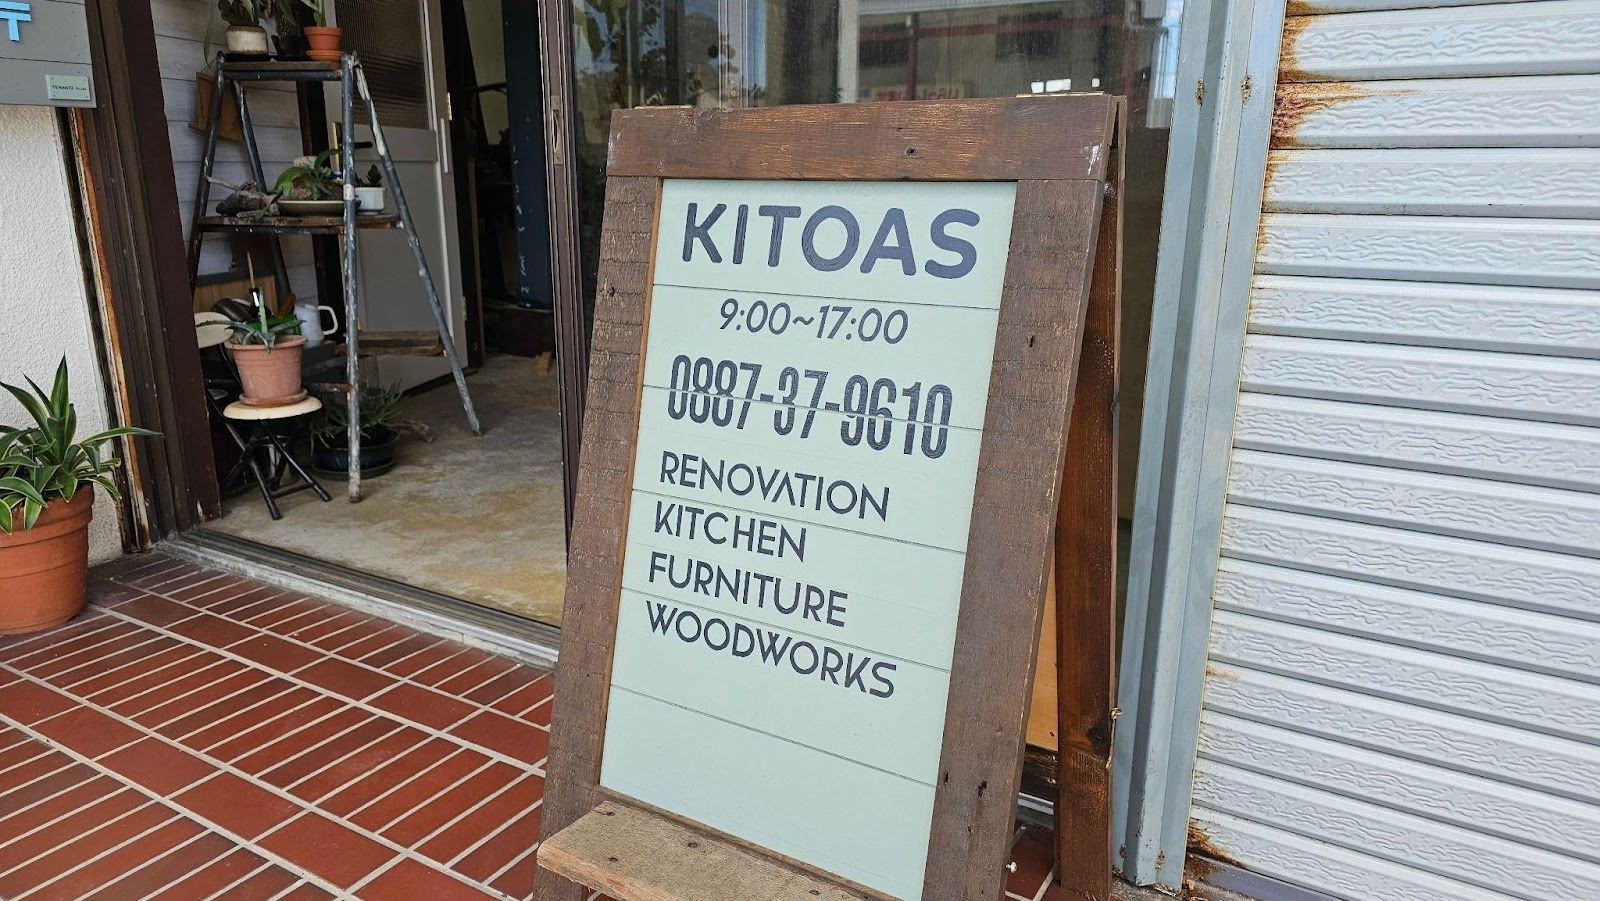 KITOAS
9:00~17:00
0887-37-9610
RENOVATION
KITCHEN
FURNITURE
WOODWORKS